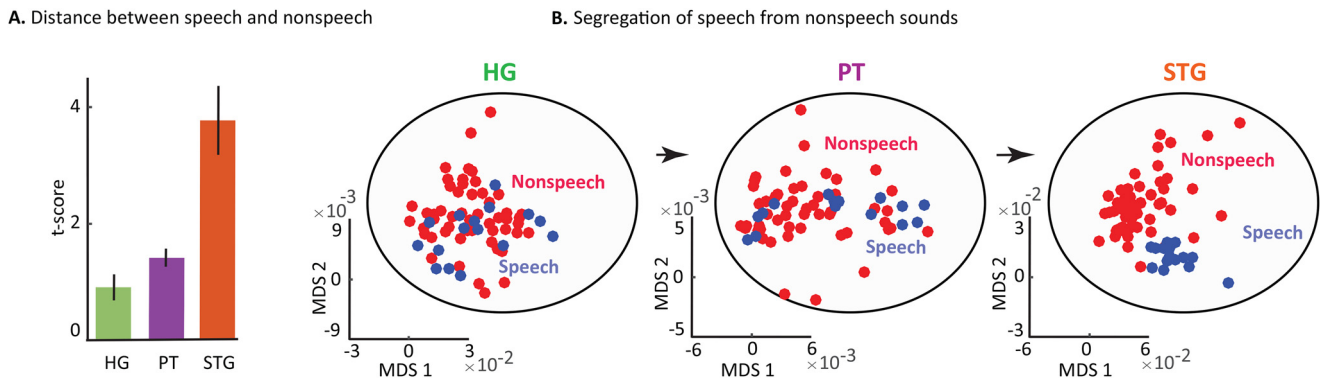 A. Distance between speech and nonspeech
t-score
4
2
0
HG PT STG
B. Segregation of speech from nonspeech sounds
HG
Nonspeech
Speech
×10-3
9
0
-9
MDS 2
-3 0 3
×10-2
MDS 1
PT
Nonspeech
Speech
×10-3
5
0
-5
MDS 2
-6 0 6
×10-3
MDS 1
STG
Nonspeech
Speech
×10-2
3
0
-3
MDS 2
-6 0 6
×10-2
MDS 1